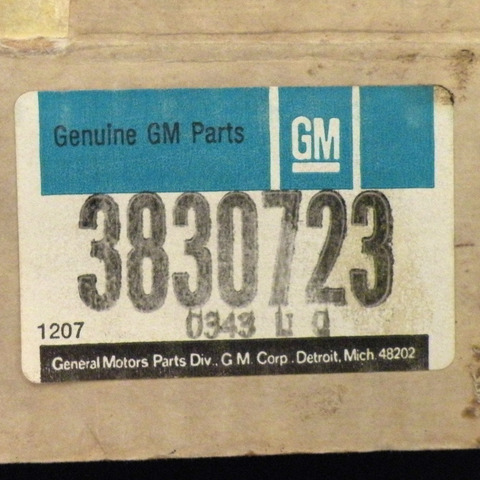 Genuine GM Parts
GM
3830723
0343
1207
General Motors Parts Div., G M Corp. Detroit, Mich. 48202